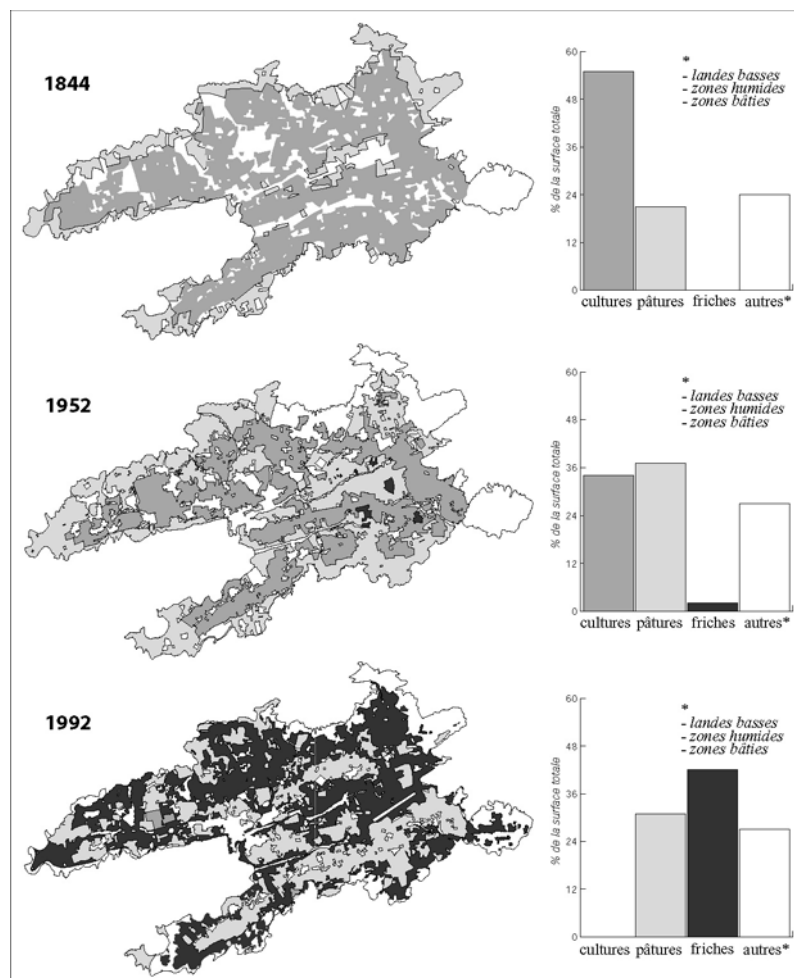 1844
% de la surface totale
60
48
36
24
12
0
*
- landes basses
- zones humides
- zones bâties
cultures pâtures friches autres*
1952
% de la surface totale
60
48
36
24
12
0
*
- landes basses
- zones humides
- zones bâties
cultures pâtures friches autres*
1992
% de la surface totale
60
48
36
24
12
0
*
- landes basses
- zones humides
- zones bâties
cultures pâtures friches autres*